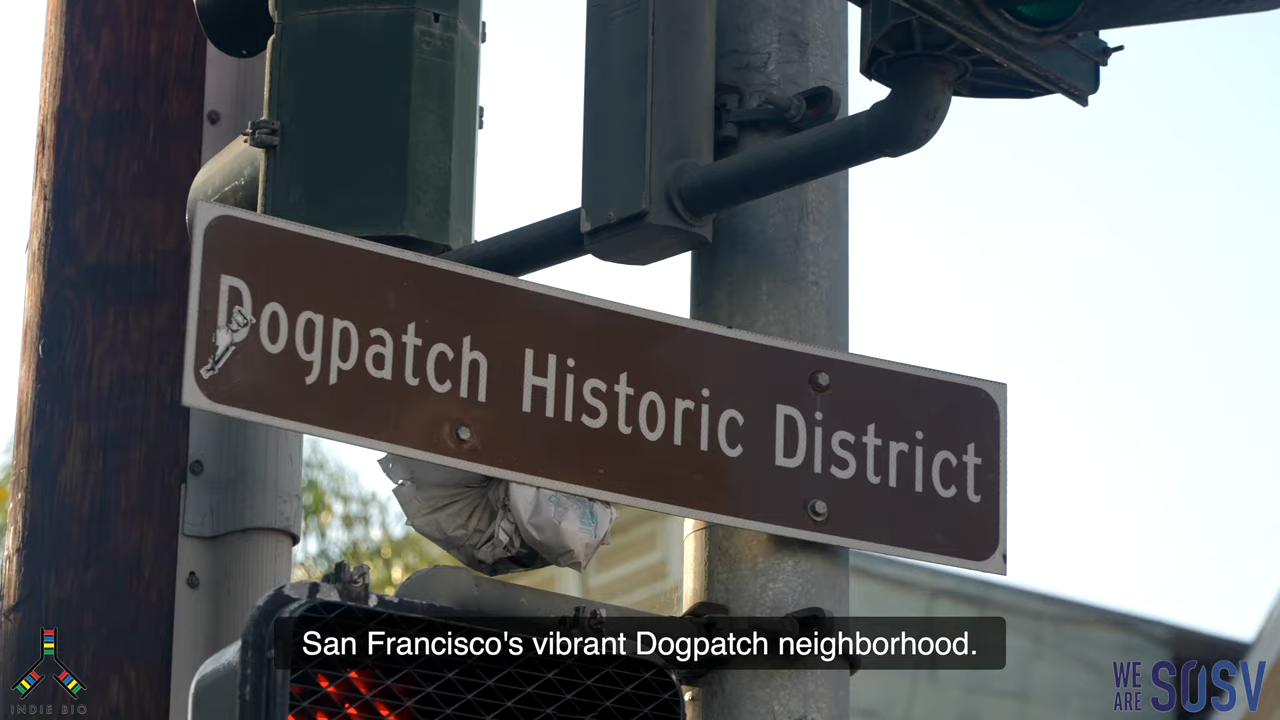 Dogpatch Historic District
San Francisco's vibrant Dogpatch neighborhood.
INDIE BIO
WE ARE SOSV